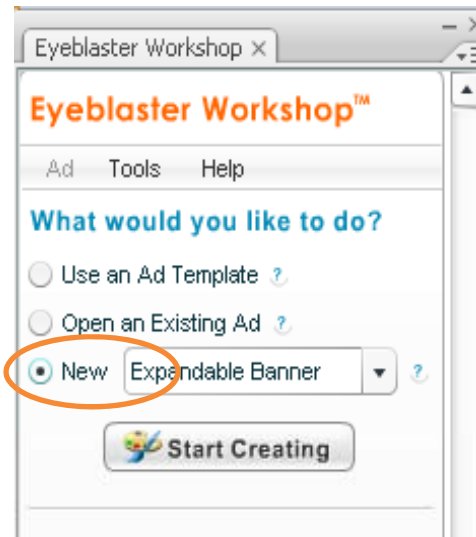 Eyeblaster Workshop ×
Eyeblaster Workshop™
Ad Tools Help
What would you like to do?
Use an Ad Template ?
Open an Existing Ad ?
New Expandable Banner ?
Start Creating